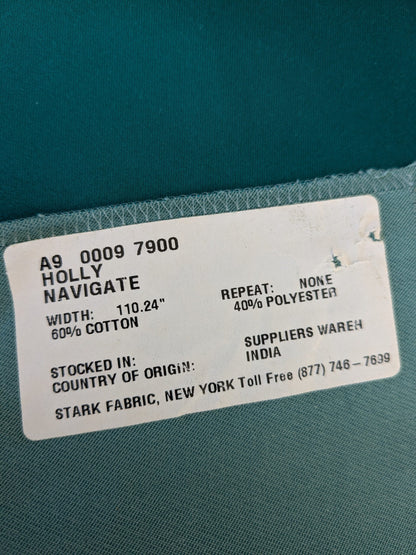 A9 0009 7900
HOLLY
NAVIGATE
WIDTH: 110.24" REPEAT: NONE
60% COTTON 40% POLYESTER
STOCKED IN: SUPPLIERS WAREH
COUNTRY OF ORIGIN: INDIA
STARK FABRIC, NEW YORK Toll Free (877) 746-7699